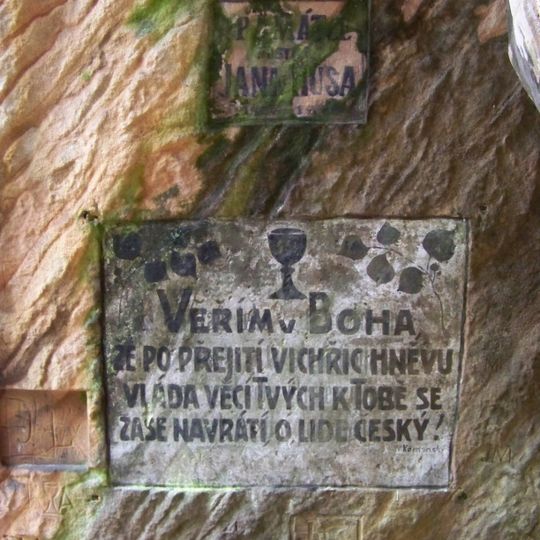 PAMÁTCE
JANA HUSA
VĚŘÍM V BOHA,
ŽE PO PŘEJITÍ VICHŘIC HNĚVU
VLÁDA VĚCÍ TVÝCH K TOBĚ SE
ZASE NAVRÁTÍ Ó LIDE ČESKÝ!